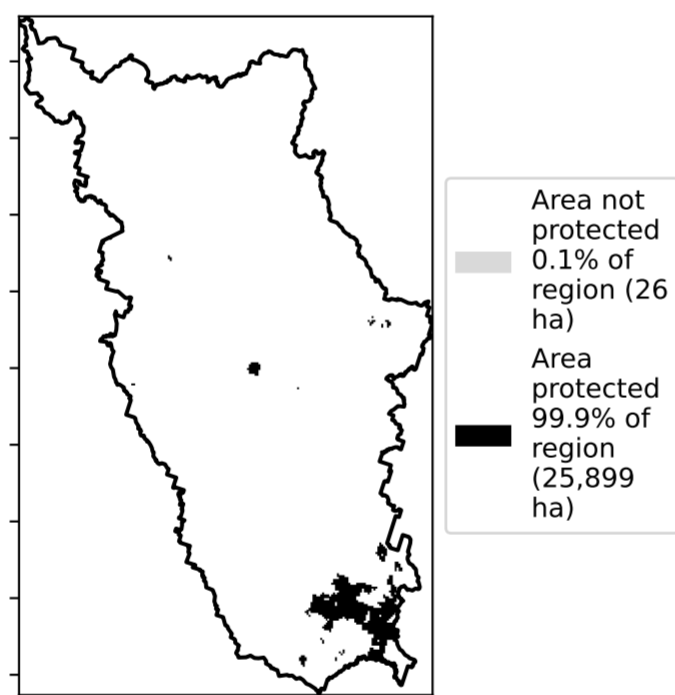 Area not
protected
0.1% of
region (26
ha)
Area
protected
99.9% of
region
(25,899
ha)